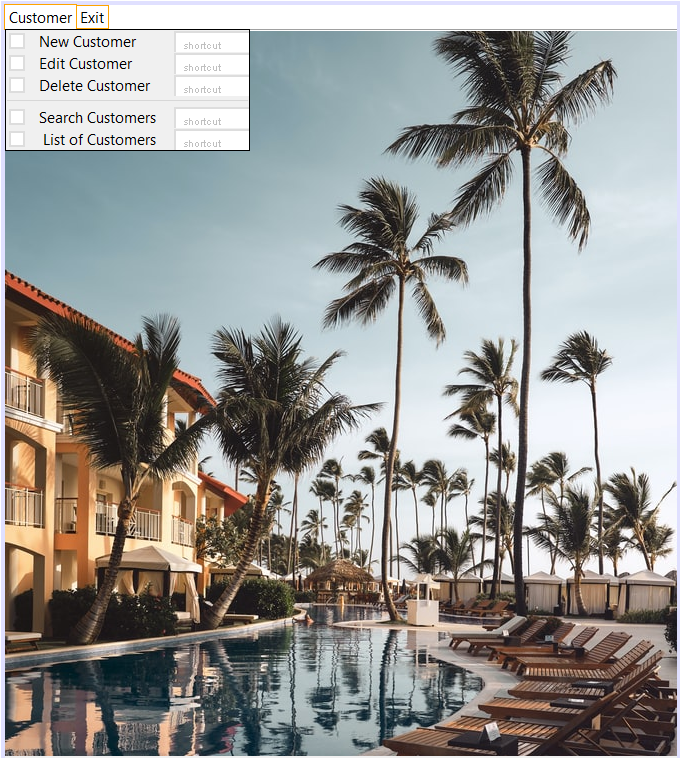 Customer Exit
New Customer shortcut
Edit Customer shortcut
Delete Customer shortcut
Search Customers shortcut
List of Customers shortcut